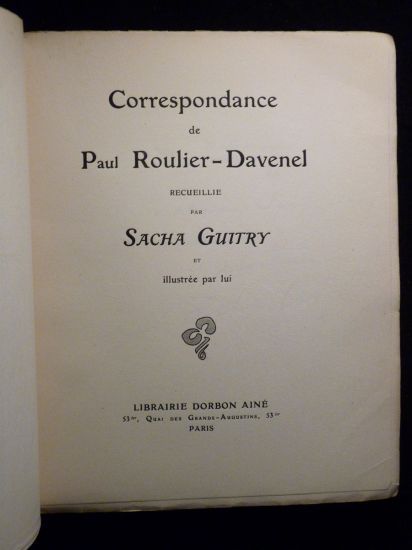 Correspondance
de
Paul Roulier-Davenel
RECUEILLIE
PAR
SACHA GUITRY
ET
illustrée par lui
LIBRAIRIE DORBON AINÉ
53ter, QUAI DES GRANDS-AUGUSTINS, 53ter
PARIS